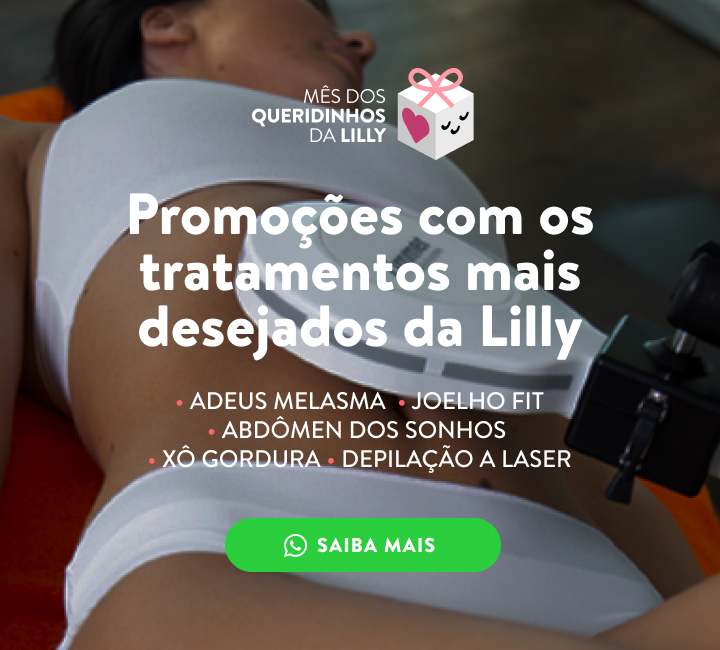 MÊS DOS
QUERIDINHOS
DA LILLY
Promoções com os
tratamentos mais
desejados da Lilly
• ADEUS MELASMA • JOELHO FIT
• ABDÔMEN DOS SONHOS
• XÔ GORDURA • DEPILAÇÃO A LASER
SAIBA MAIS